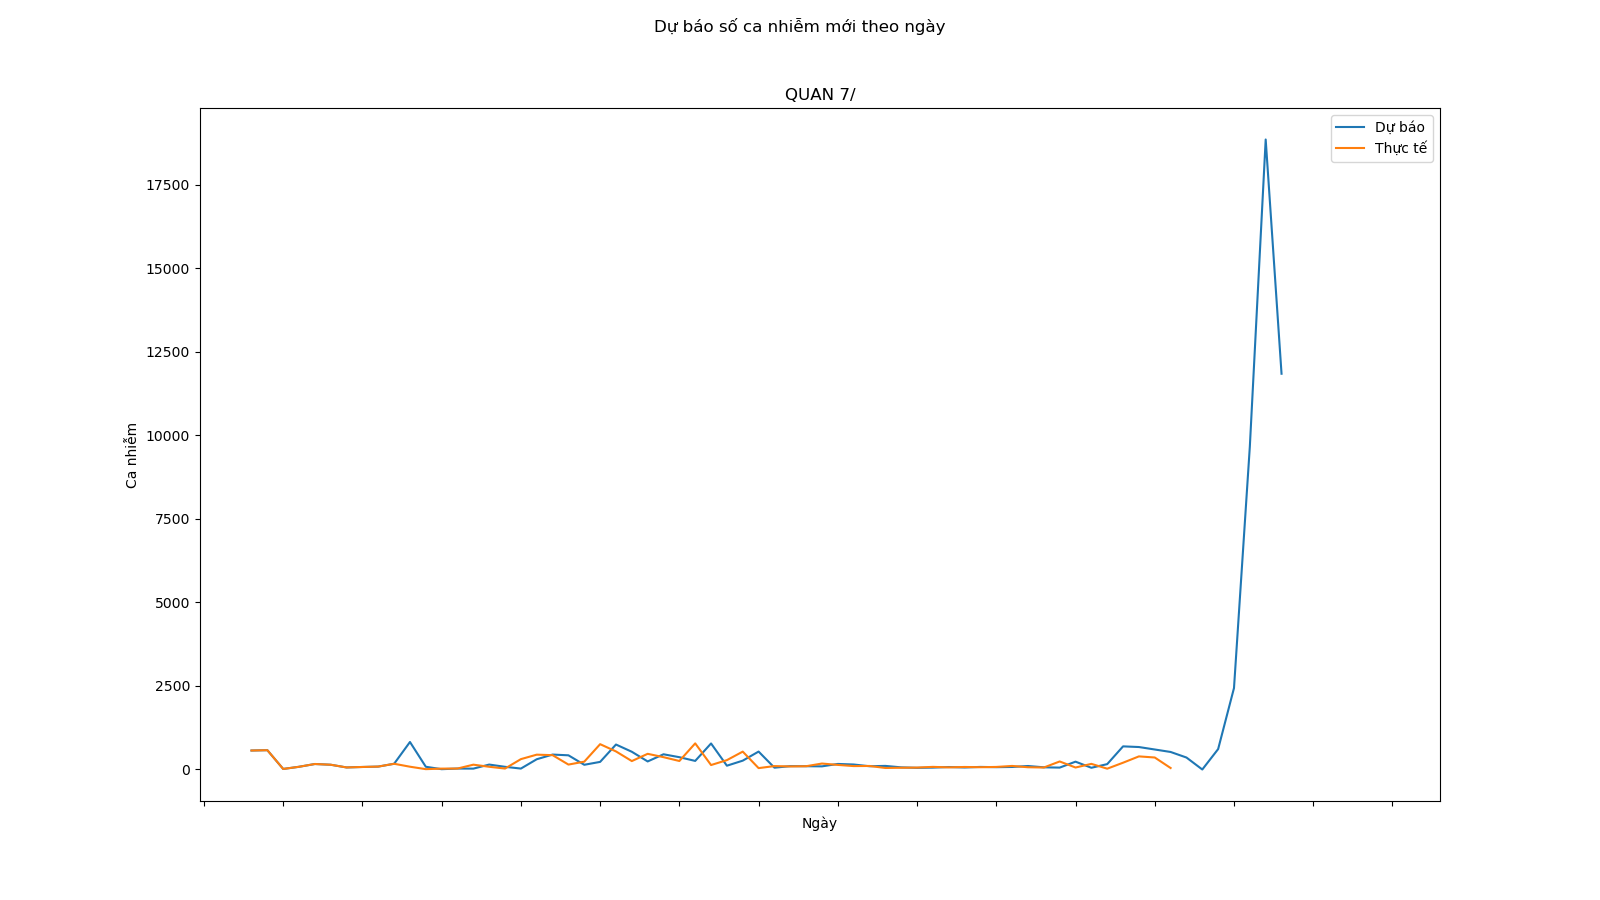 Dự báo số ca nhiễm mới theo ngày
QUAN 7/
Dự báo
Thực tế
17500
15000
12500
10000
7500
5000
2500
0
Ca nhiễm
Ngày